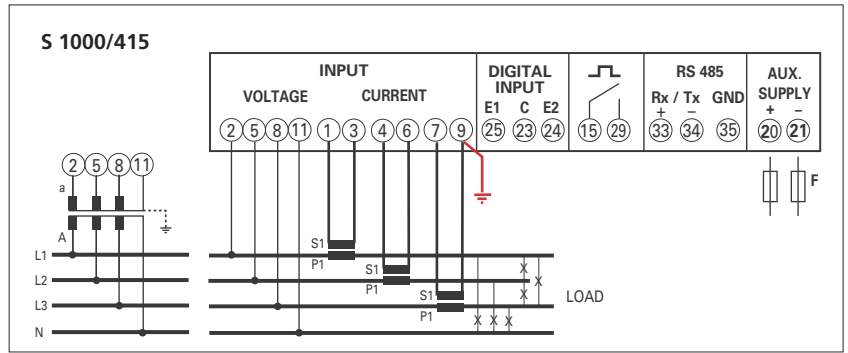 S 1000/415
INPUT
VOLTAGE CURRENT
DIGITAL
INPUT
E1 C E2
RS 485
Rx / Tx GND
+ −
AUX.
SUPPLY
+ −
2 5 8 11 1 3 4 6 7 9 25 23 24 15 29 33 34 35 20 21
F
2 5 8 11
a
A
L1
L2
L3
N
S1
P1
S1
P1
S1
P1
X
X
X
X X X
LOAD